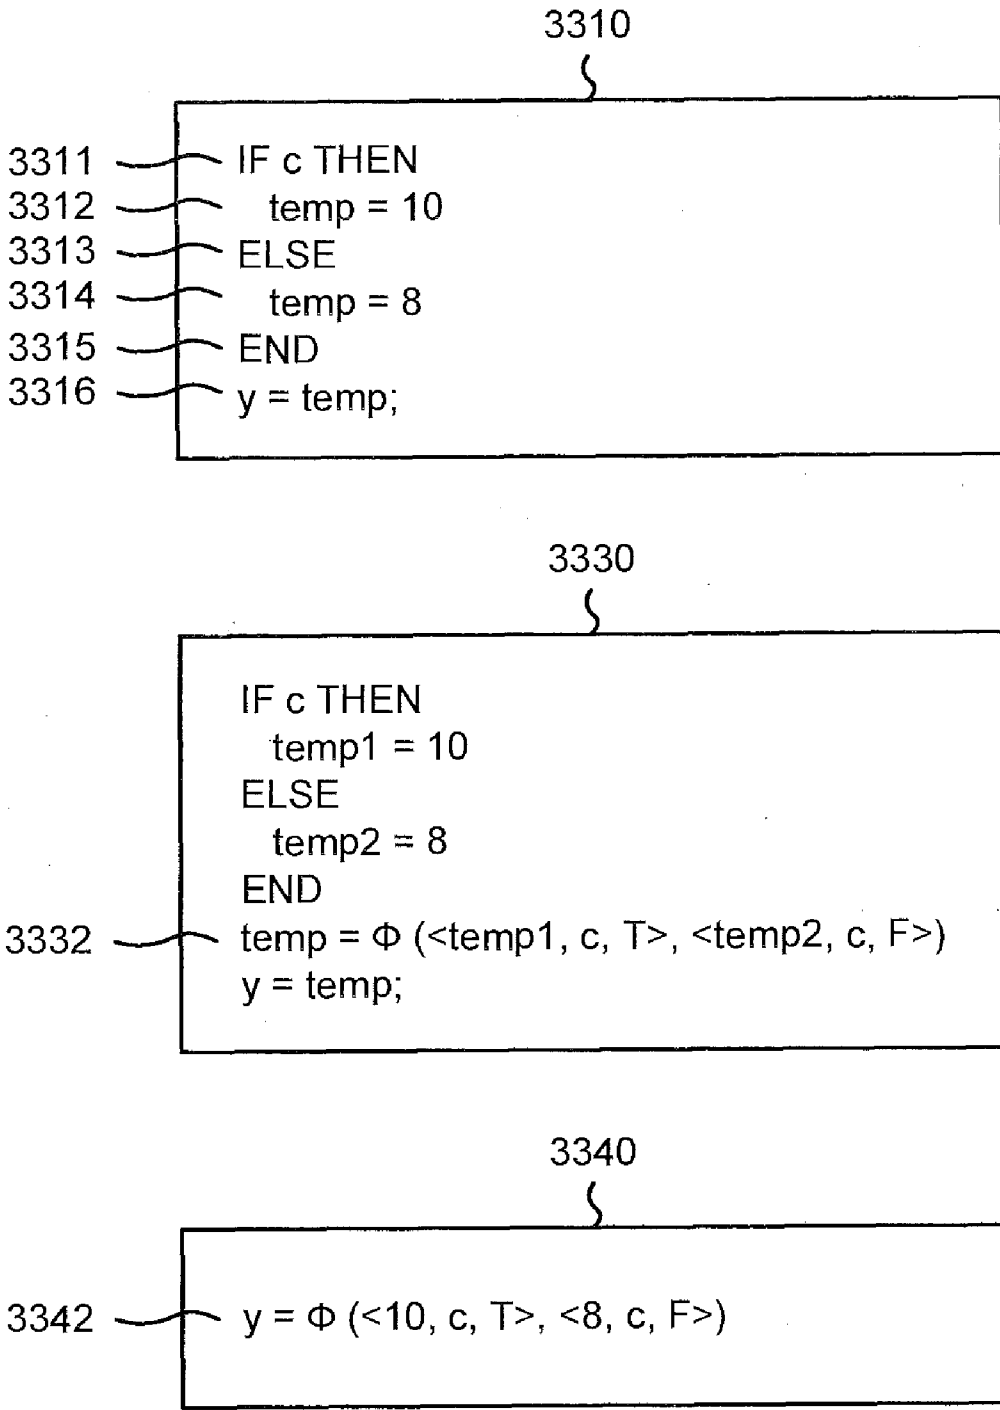 3310
3311 IF c THEN
3312 temp = 10
3313 ELSE
3314 temp = 8
3315 END
3316 y = temp;
3330
IF c THEN
temp1 = 10
ELSE
temp2 = 8
END
3332 temp = Φ (<temp1, c, T>, <temp2, c, F>)
y = temp;
3340
3342 y = Φ (<10, c, T>, <8, c, F>)